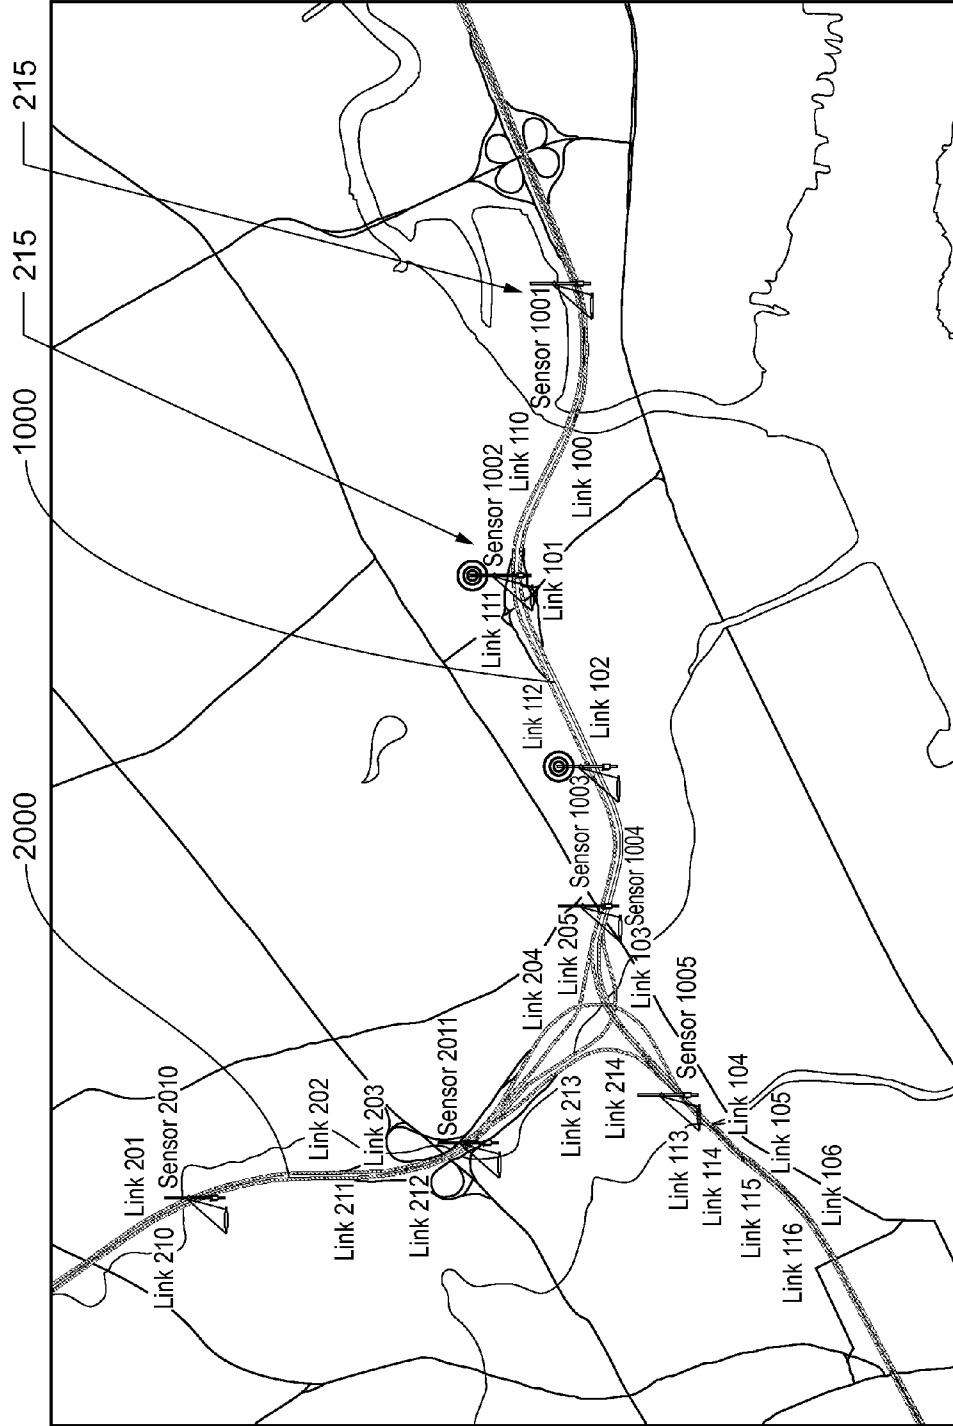 2000
1000
215
215
Link 201
Sensor 2010
Link 210
Link 202
Link 203
Sensor 2011
Link 211
Link 212
Link 204
Link 205
Sensor 1003
Link 112
Link 111
Sensor 1002
Link 110
Sensor 1001
Link 100
Link 101
Link 102
Sensor 1004
Link 103
Sensor 1005
Link 213
Link 214
Link 113
Link 114
Link 115
Link 116
Link 104
Link 105
Link 106